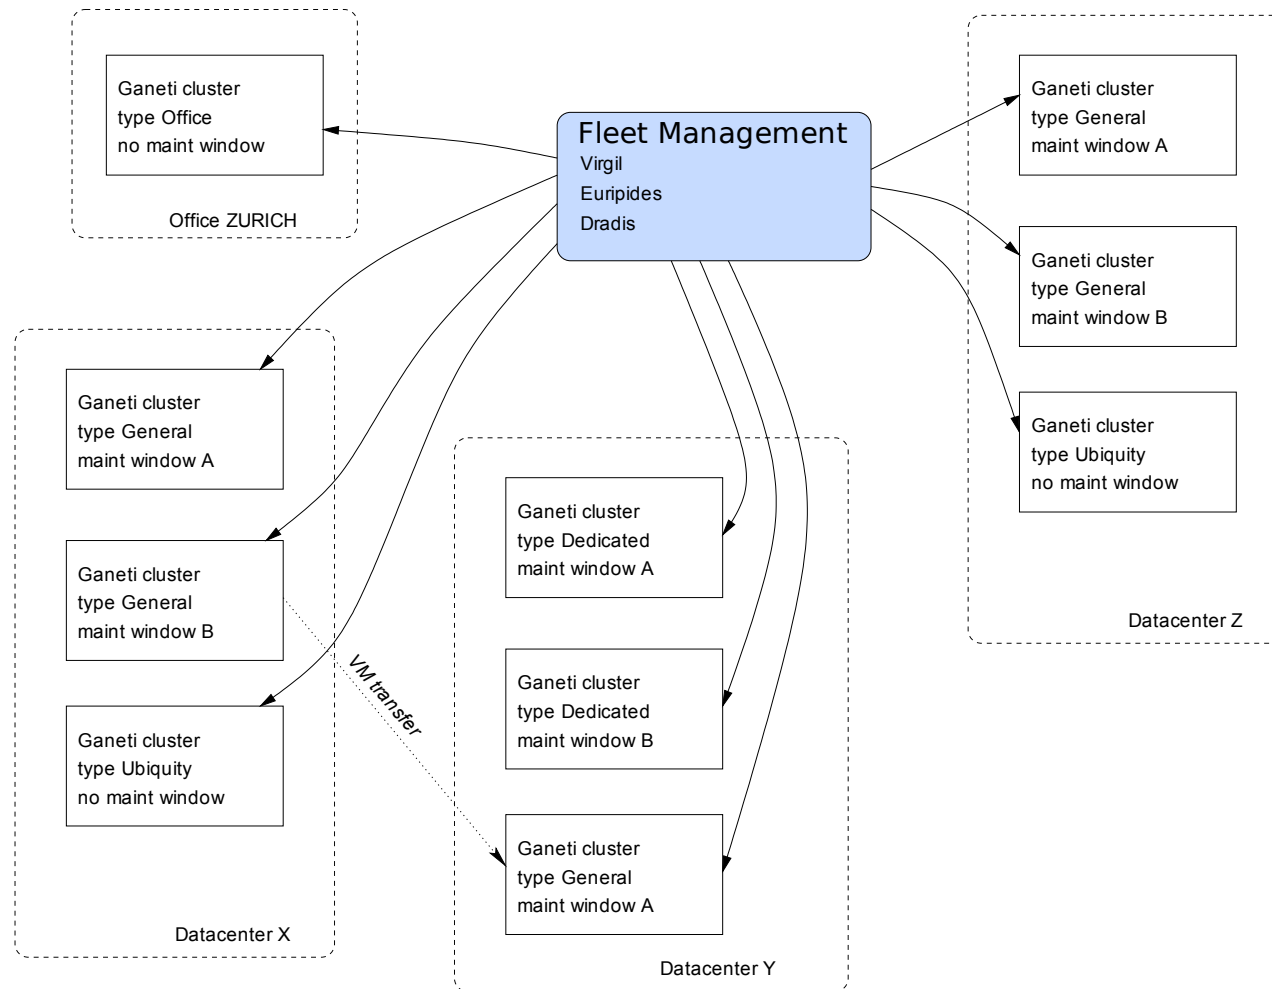 Ganeti cluster
type Office
no maint window
Office ZURICH
Fleet Management
Virgil
Euripides
Dradis
Ganeti cluster
type General
maint window A
Ganeti cluster
type General
maint window B
Ganeti cluster
type Ubiquity
no maint window
Datacenter Z
Ganeti cluster
type General
maint window A
Ganeti cluster
type General
maint window B
Ganeti cluster
type Ubiquity
no maint window
Datacenter X
VM transfer
Ganeti cluster
type Dedicated
maint window A
Ganeti cluster
type Dedicated
maint window B
Ganeti cluster
type General
maint window A
Datacenter Y